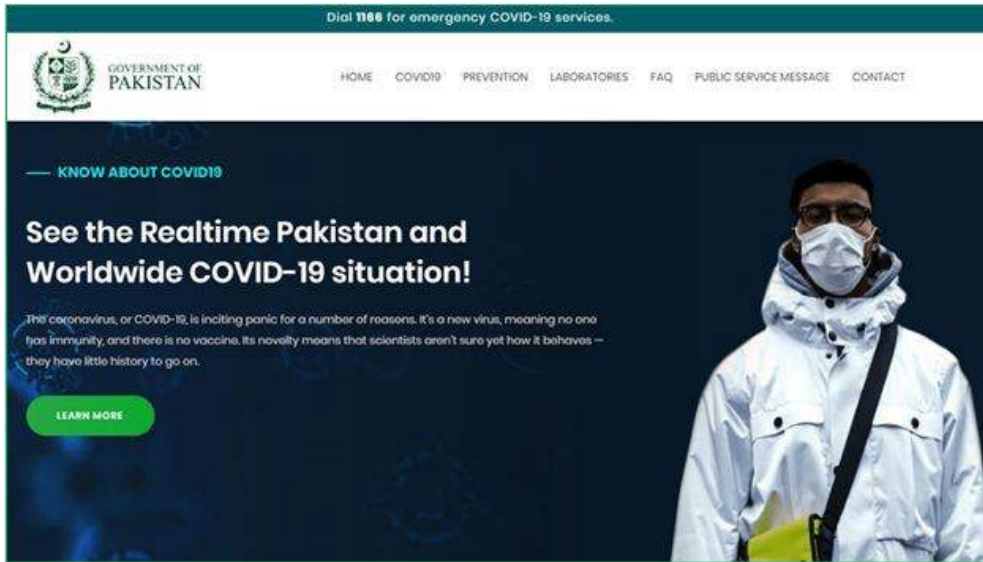 Dial 1166 for emergency COVID-19 services.
GOVERNMENT OF
PAKISTAN
HOME COVID19 PREVENTION LABORATORIES FAQ PUBLIC SERVICE MESSAGE CONTACT
— KNOW ABOUT COVID19
See the Realtime Pakistan and
Worldwide COVID-19 situation!
The coronavirus, or COVID-19, is inciting panic for a number of reasons. It's a new virus, meaning no one
has immunity, and there is no vaccine. Its novelty means that scientists aren't sure yet how it behaves —
they have little history to go on.
LEARN MORE